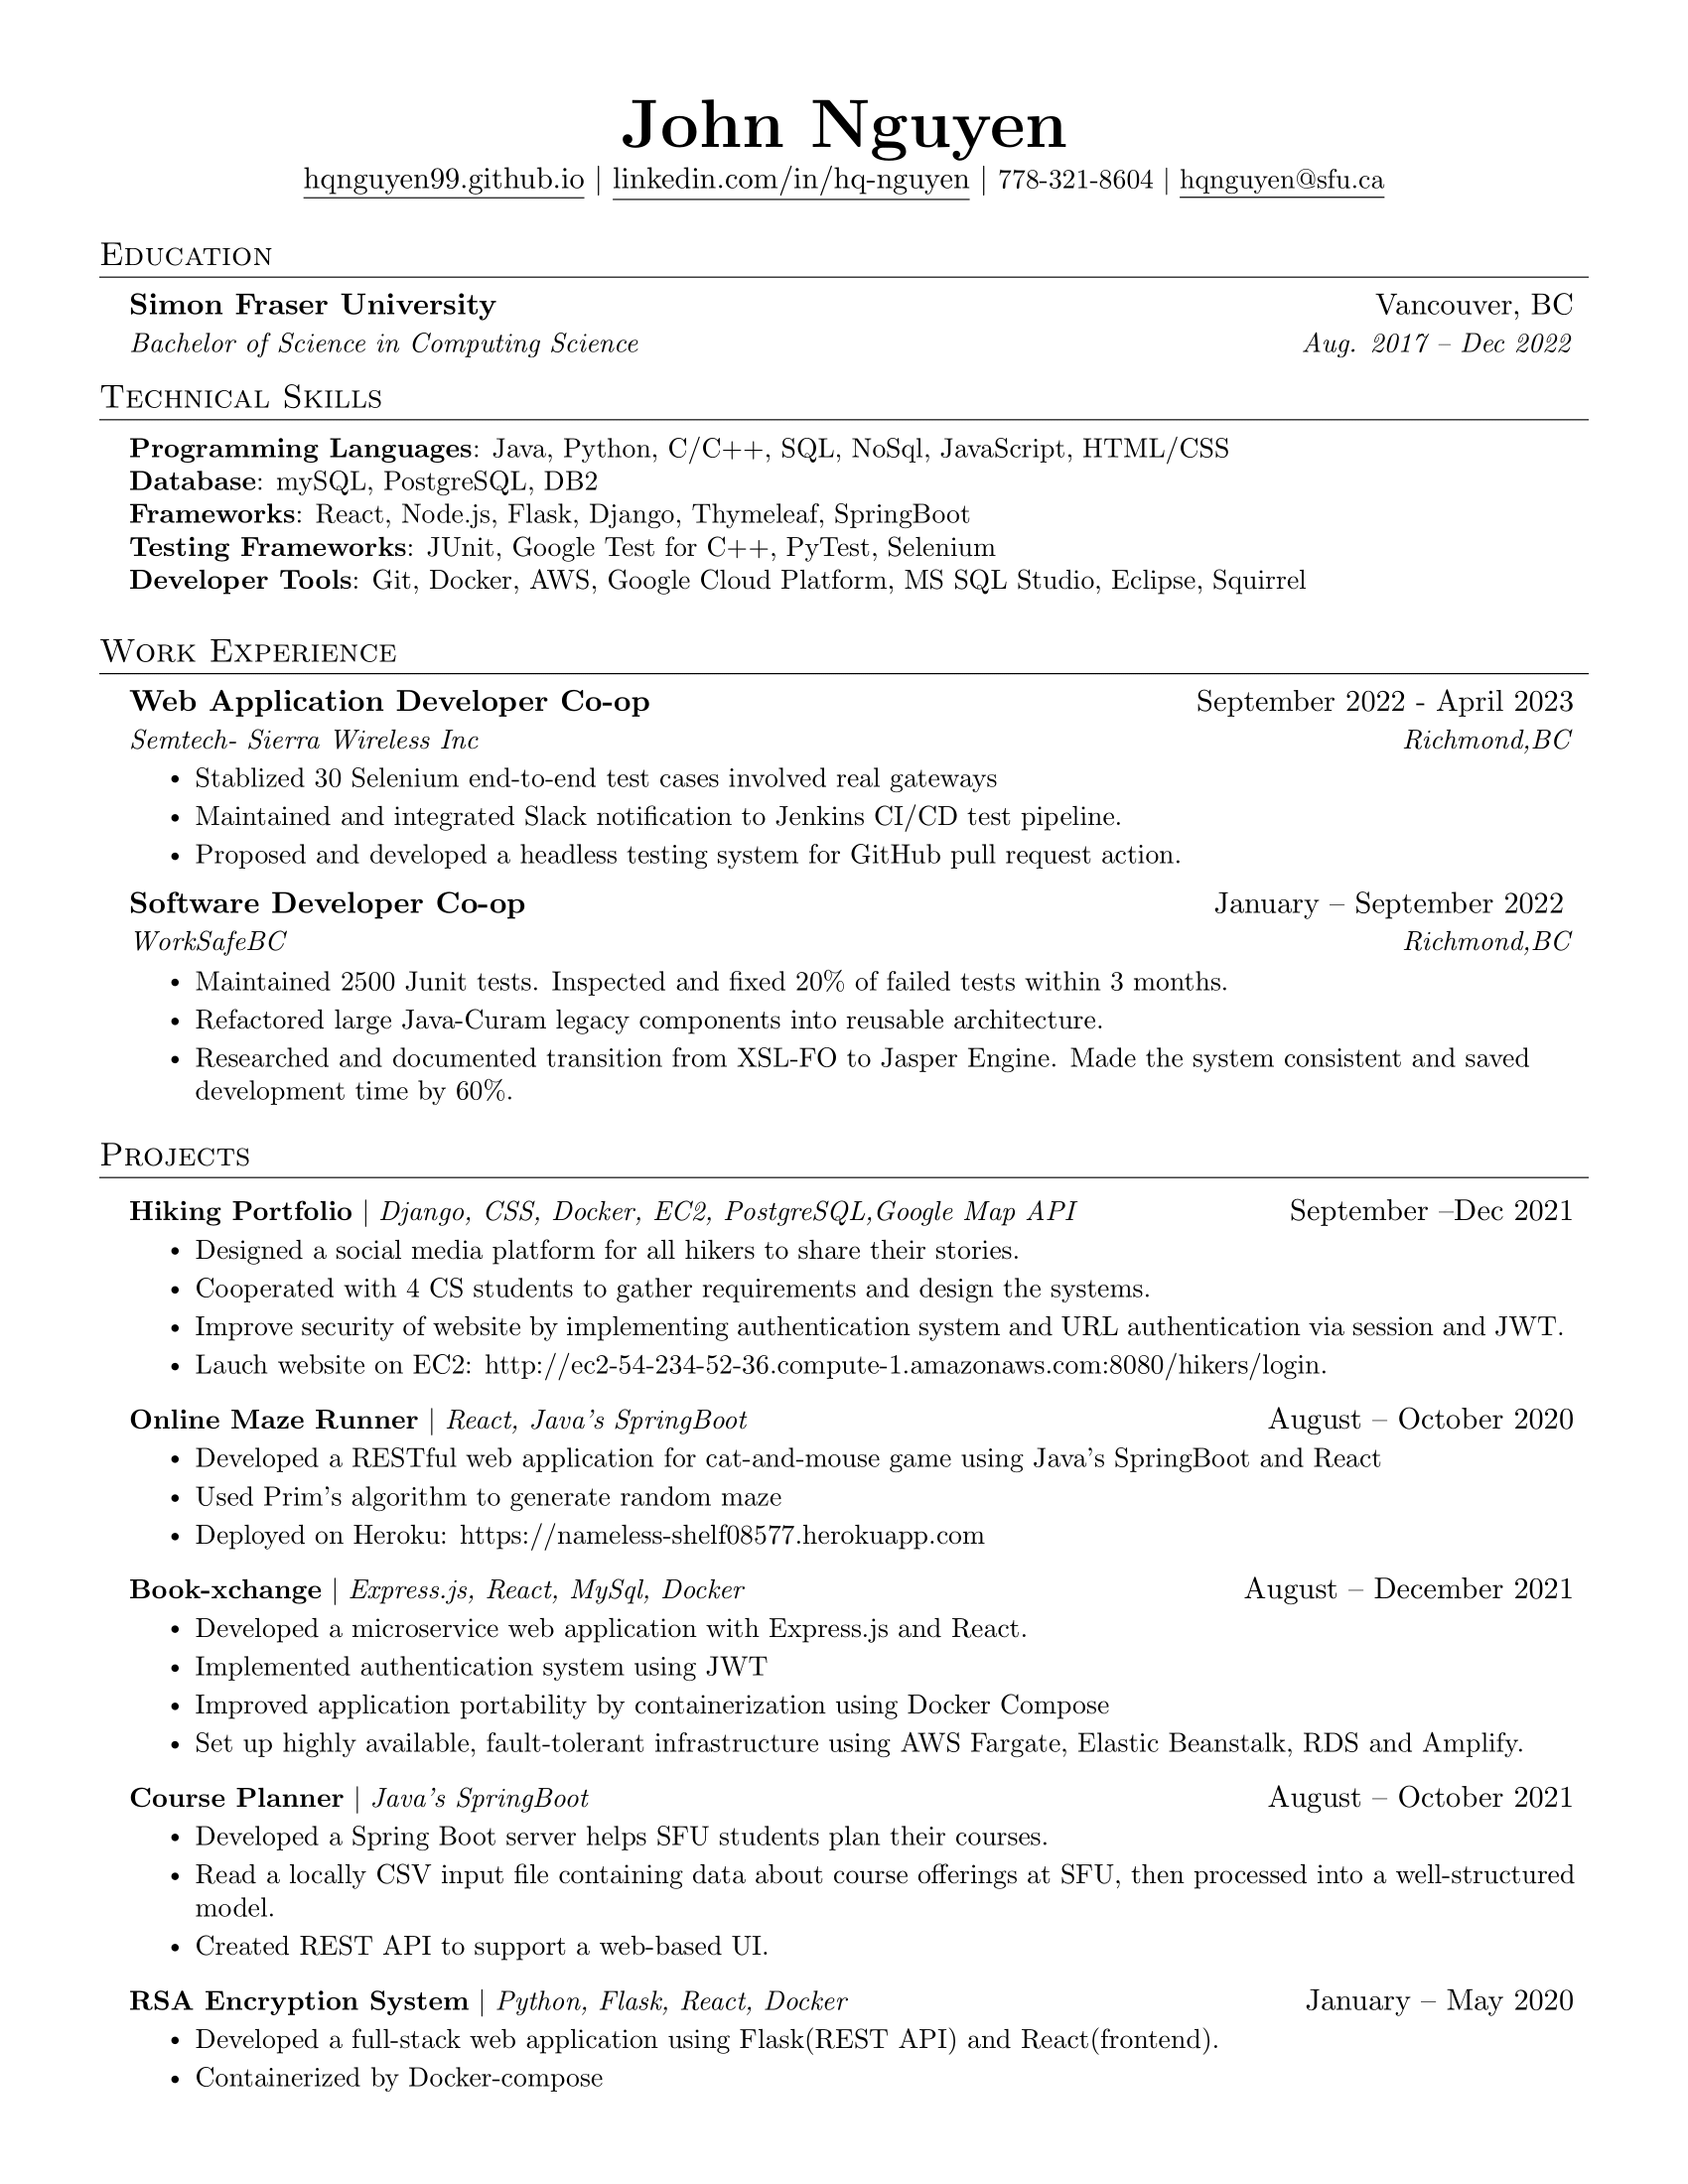 John Nguyen
hqnguyen99.github.io | linkedin.com/in/hq-nguyen | 778-321-8604 | hqnguyen@sfu.ca
Education
Simon Fraser University Vancouver, BC
Bachelor of Science in Computing Science Aug. 2017 – Dec 2022
Technical Skills
Programming Languages: Java, Python, C/C++, SQL, NoSql, JavaScript, HTML/CSS
Database: mySQL, PostgreSQL, DB2
Frameworks: React, Node.js, Flask, Django, Thymeleaf, SpringBoot
Testing Frameworks: JUnit, Google Test for C++, PyTest, Selenium
Developer Tools: Git, Docker, AWS, Google Cloud Platform, MS SQL Studio, Eclipse, Squirrel
Work Experience
Web Application Developer Co-op September 2022 - April 2023
Semtech- Sierra Wireless Inc Richmond,BC
• Stablized 30 Selenium end-to-end test cases involved real gateways
• Maintained and integrated Slack notification to Jenkins CI/CD test pipeline.
• Proposed and developed a headless testing system for GitHub pull request action.
Software Developer Co-op January – September 2022
WorkSafeBC Richmond,BC
• Maintained 2500 Junit tests. Inspected and fixed 20% of failed tests within 3 months.
• Refactored large Java-Curam legacy components into reusable architecture.
• Researched and documented transition from XSL-FO to Jasper Engine. Made the system consistent and saved
development time by 60%.
Projects
Hiking Portfolio | Django, CSS, Docker, EC2, PostgreSQL,Google Map API September –Dec 2021
• Designed a social media platform for all hikers to share their stories.
• Cooperated with 4 CS students to gather requirements and design the systems.
• Improve security of website by implementing authentication system and URL authentication via session and JWT.
• Lauch website on EC2: http://ec2-54-234-52-36.compute-1.amazonaws.com:8080/hikers/login.
Online Maze Runner | React, Java's SpringBoot August – October 2020
• Developed a RESTful web application for cat-and-mouse game using Java's SpringBoot and React
• Used Prim's algorithm to generate random maze
• Deployed on Heroku: https://nameless-shelf08577.herokuapp.com
Book-xchange | Express.js, React, MySql, Docker August – December 2021
• Developed a microservice web application with Express.js and React.
• Implemented authentication system using JWT
• Improved application portability by containerization using Docker Compose
• Set up highly available, fault-tolerant infrastructure using AWS Fargate, Elastic Beanstalk, RDS and Amplify.
Course Planner | Java's SpringBoot August – October 2021
• Developed a Spring Boot server helps SFU students plan their courses.
• Read a locally CSV input file containing data about course offerings at SFU, then processed into a well-structured
model.
• Created REST API to support a web-based UI.
RSA Encryption System | Python, Flask, React, Docker January – May 2020
• Developed a full-stack web application using Flask(REST API) and React(frontend).
• Containerized by Docker-compose